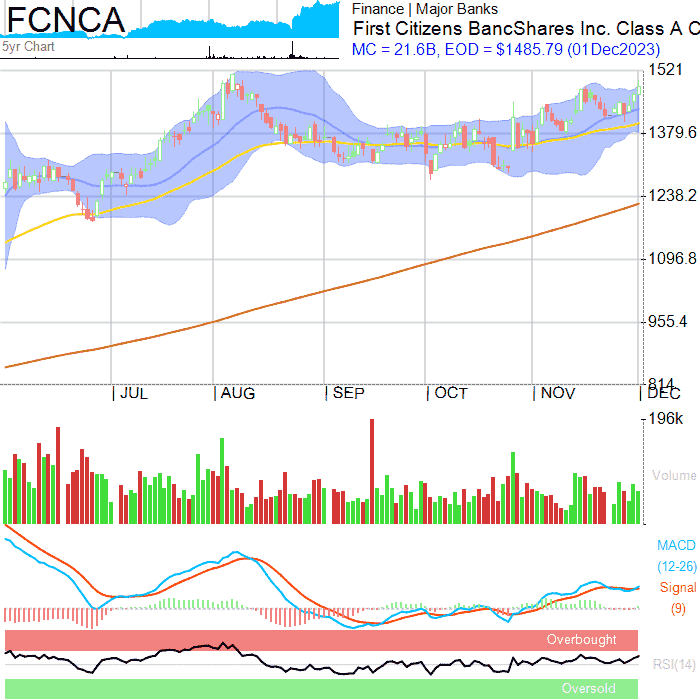 FCNCA
5yr Chart
Finance | Major Banks
First Citizens BancShares Inc. Class A C
MC = 21.6B, EOD = $1485.79 (01Dec2023)
1521
1379.6
1238.2
1096.8
955.4
814
JUL AUG SEP OCT NOV DEC
196k
Volume
MACD
(12-26)
Signal
(9)
Overbought
RSI(14)
Oversold